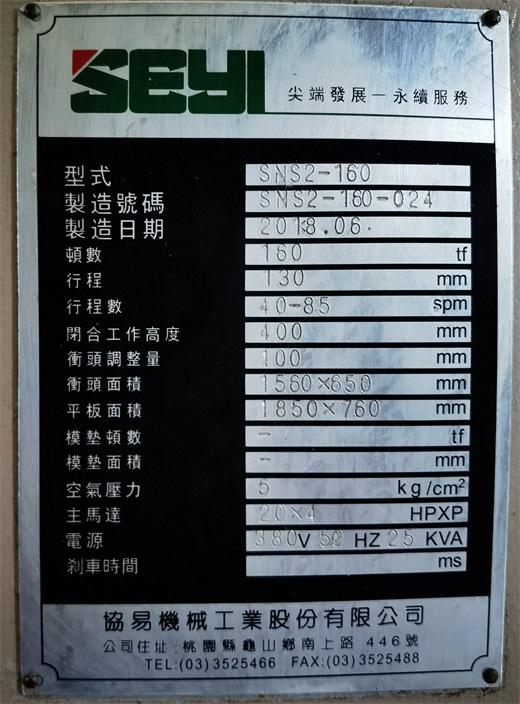 SEYI 尖端發展一永續服務
型式 SNS2-160
製造號碼 SNS2-160-024
製造日期 2018.06.
頓數 160 tf
行程 130 mm
行程數 40-85 spm
閉合工作高度 400 mm
衝頭調整量 100 mm
衝頭面積 1560×650 mm
平板面積 1850×760 mm
模墊頓數 - tf
模墊面積 - mm
空氣壓力 5 kg/cm²
主馬達 20×4 HPXP
電源 380V 50 HZ 25 KVA
剎車時間 ms
協易機械工業股份有限公司
公司住址:桃園縣龜山鄉南上路 446號
TEL:(03)3525466 FAX:(03)3525488